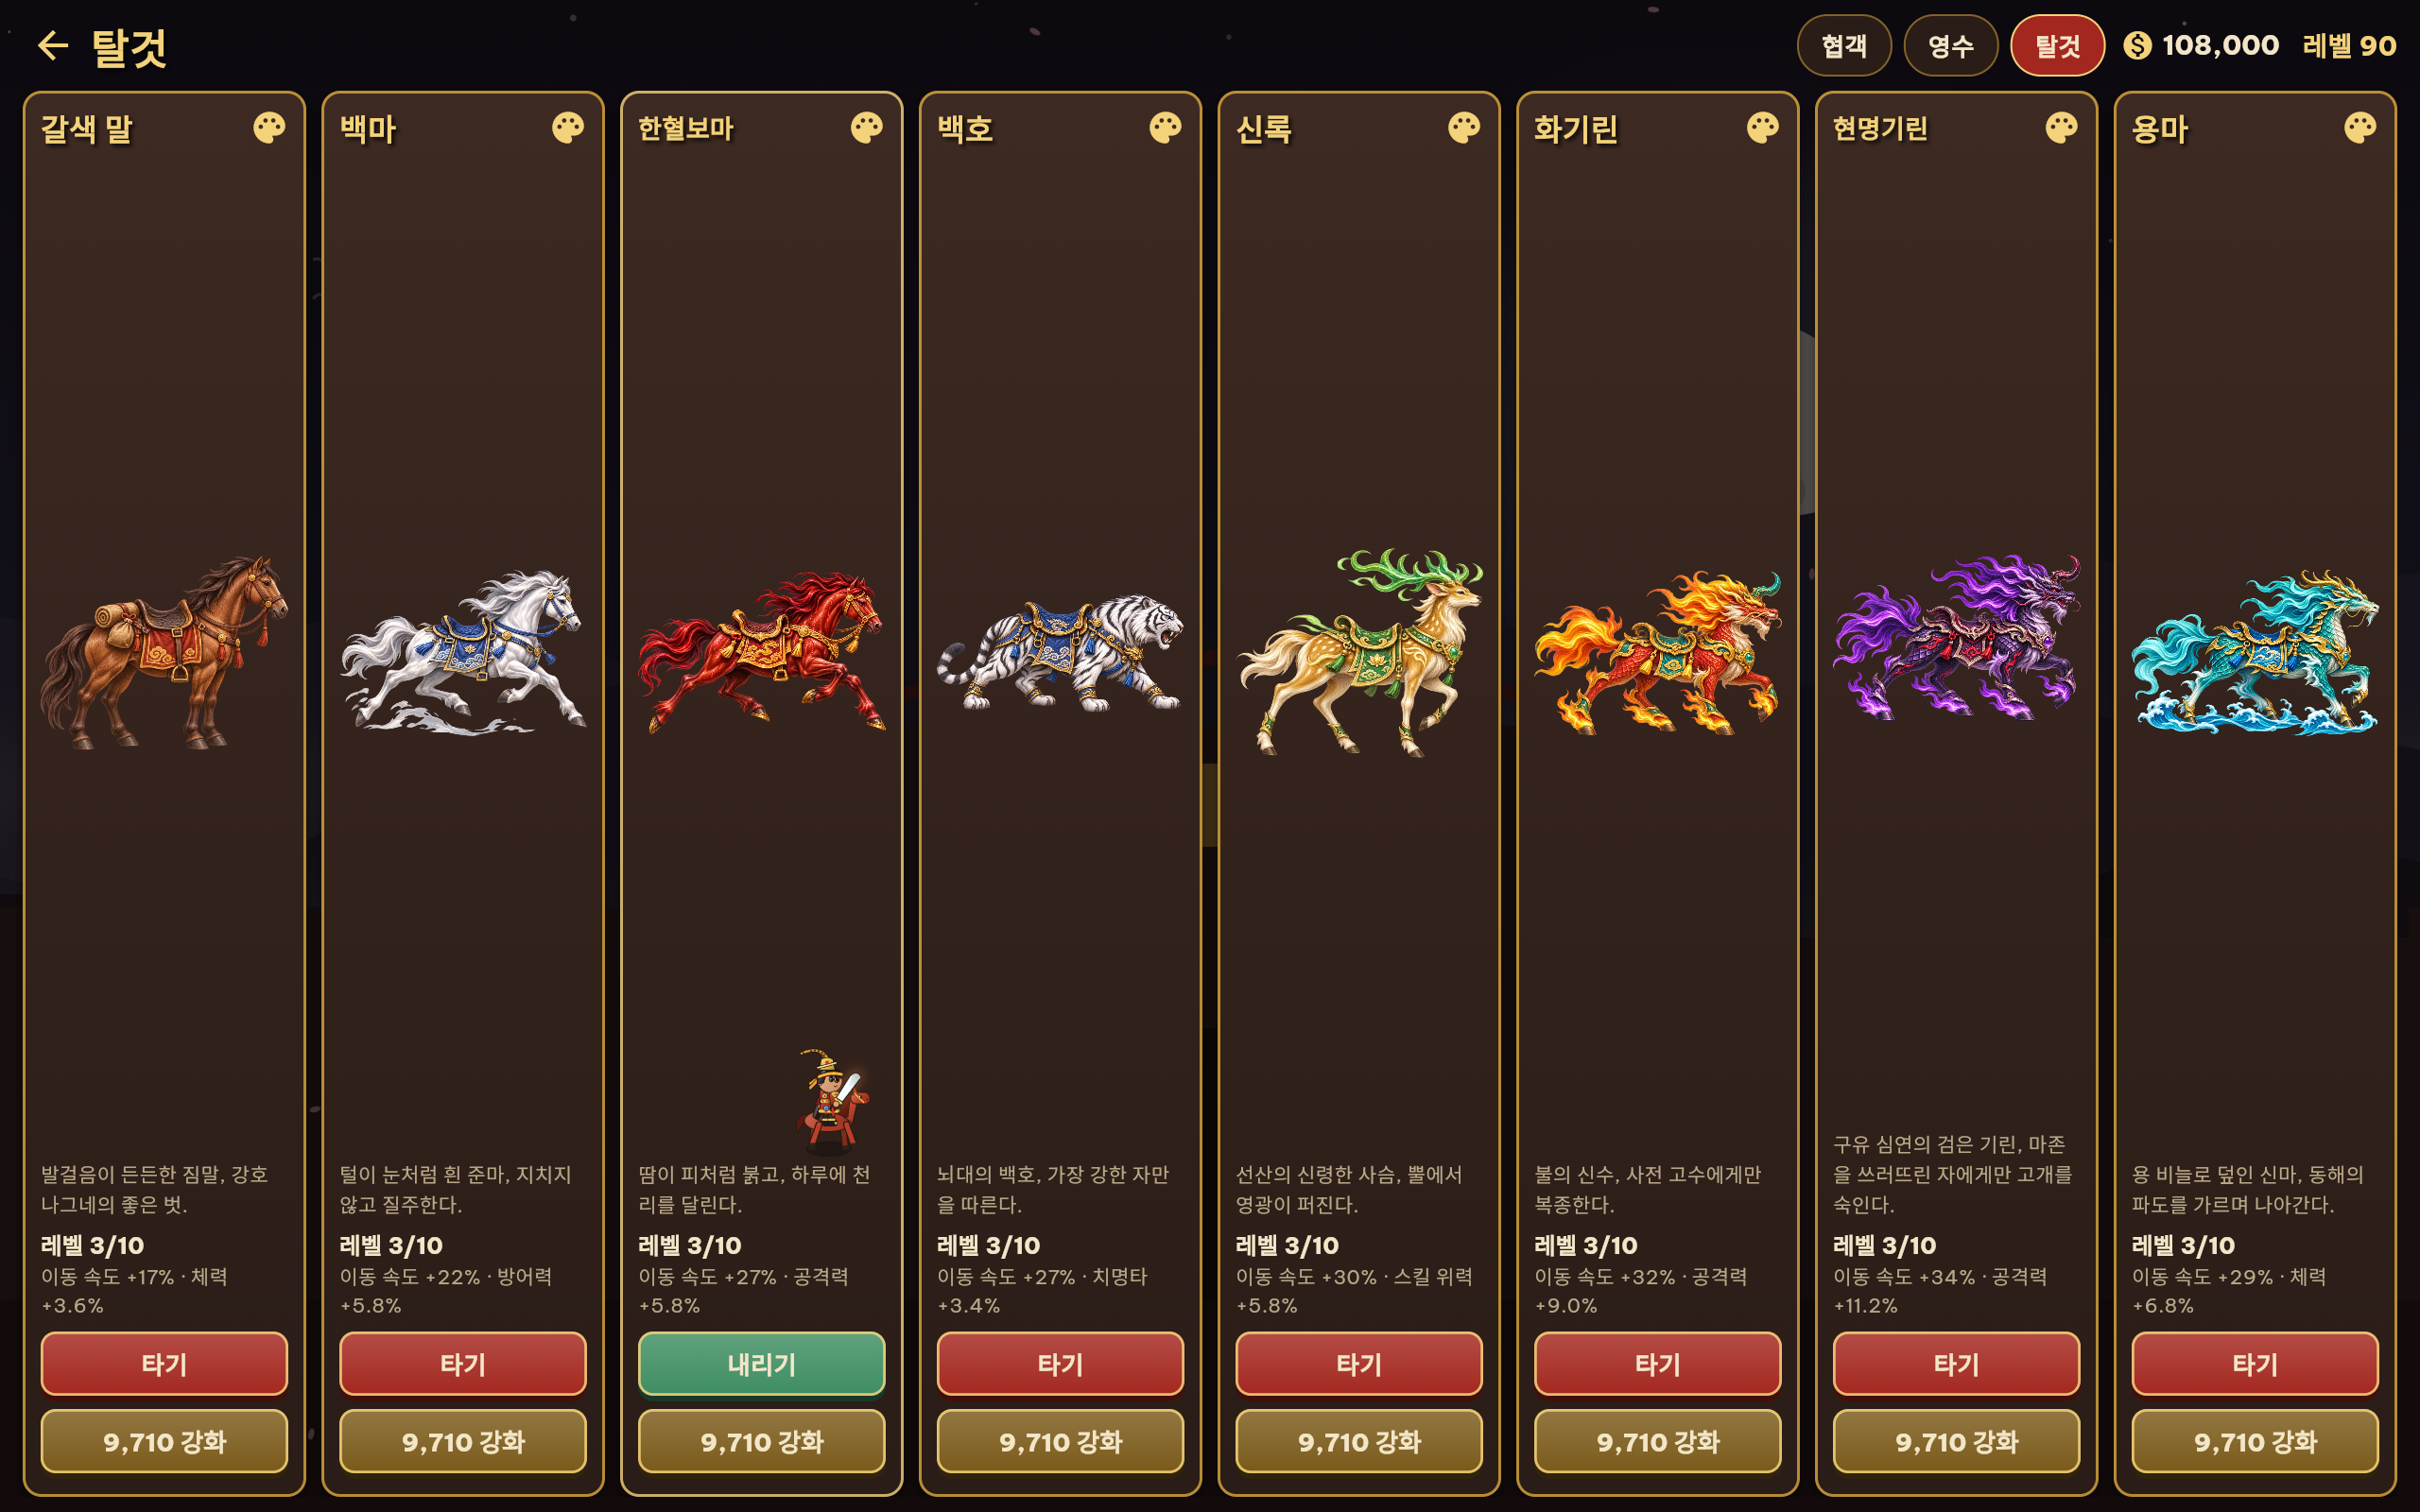 탈것
협객
영수
탈것
108,000
레벨 90
갈색 말
발걸음이 든든한 짐말, 강호
나그네의 좋은 벗.
레벨 3/10
이동 속도 +17% · 체력
+3.6%
타기
9,710 강화
백마
털이 눈처럼 흰 준마, 지치지
않고 질주한다.
레벨 3/10
이동 속도 +22% · 방어력
+5.8%
타기
9,710 강화
한혈보마
땀이 피처럼 붉고, 하루에 천
리를 달린다.
레벨 3/10
이동 속도 +27% · 공격력
+5.8%
내리기
9,710 강화
백호
뇌대의 백호, 가장 강한 자만
을 따른다.
레벨 3/10
이동 속도 +27% · 치명타
+3.4%
타기
9,710 강화
신록
선산의 신령한 사슴, 뿔에서
영광이 퍼진다.
레벨 3/10
이동 속도 +30% · 스킬 위력
+5.8%
타기
9,710 강화
화기린
불의 신수, 사전 고수에게만
복종한다.
레벨 3/10
이동 속도 +32% · 공격력
+9.0%
타기
9,710 강화
현명기린
구유 심연의 검은 기린, 마존
을 쓰러뜨린 자에게만 고개를
숙인다.
레벨 3/10
이동 속도 +34% · 공격력
+11.2%
타기
9,710 강화
용마
용 비늘로 덮인 신마, 동해의
파도를 가르며 나아간다.
레벨 3/10
이동 속도 +29% · 체력
+6.8%
타기
9,710 강화